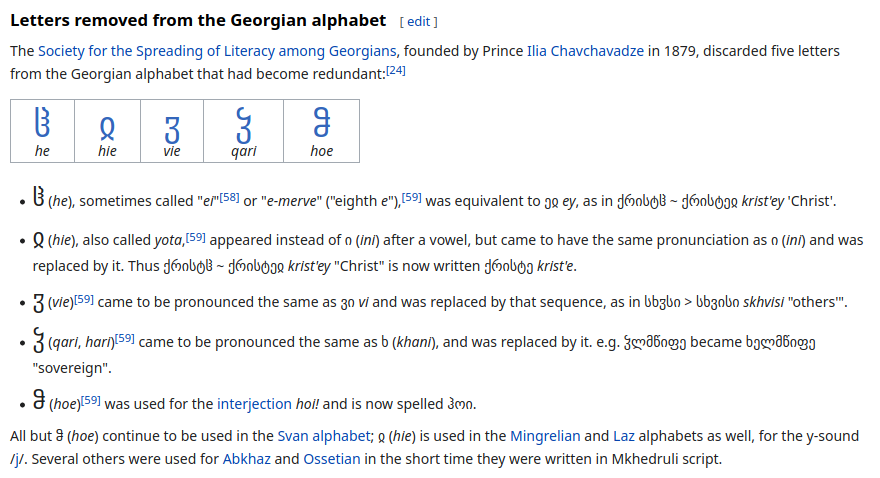 Letters removed from the Georgian alphabet [ edit ]
The Society for the Spreading of Literacy among Georgians, founded by Prince Ilia Chavchavadze in 1879, discarded five letters
from the Georgian alphabet that had become redundant:[24]
ჱ ჲ ჳ ჴ ჵ
he hie vie qari hoe
• ჱ (he), sometimes called "ei"[58] or "e-merve" ("eighth e"),[59] was equivalent to ეჲ ey, as in ქრისტჱ ~ ქრისტეჲ krist'ey 'Christ'.
• ჲ (hie), also called yota,[59] appeared instead of ი (ini) after a vowel, but came to have the same pronunciation as ი (ini) and was
replaced by it. Thus ქრისტჱ ~ ქრისტეჲ krist'ey "Christ" is now written ქრისტე krist'e.
• ჳ (vie)[59] came to be pronounced the same as ვი vi and was replaced by that sequence, as in სხჳსი > სხვისი skhvisi "others'".
• ჴ (qari, hari)[59] came to be pronounced the same as ხ (khani), and was replaced by it. e.g. ჴელმწიფე became ხელმწიფე
"sovereign".
• ჵ (hoe)[59] was used for the interjection hoi! and is now spelled ჰოი.
All but ჵ (hoe) continue to be used in the Svan alphabet; ჲ (hie) is used in the Mingrelian and Laz alphabets as well, for the y-sound
/j/. Several others were used for Abkhaz and Ossetian in the short time they were written in Mkhedruli script.